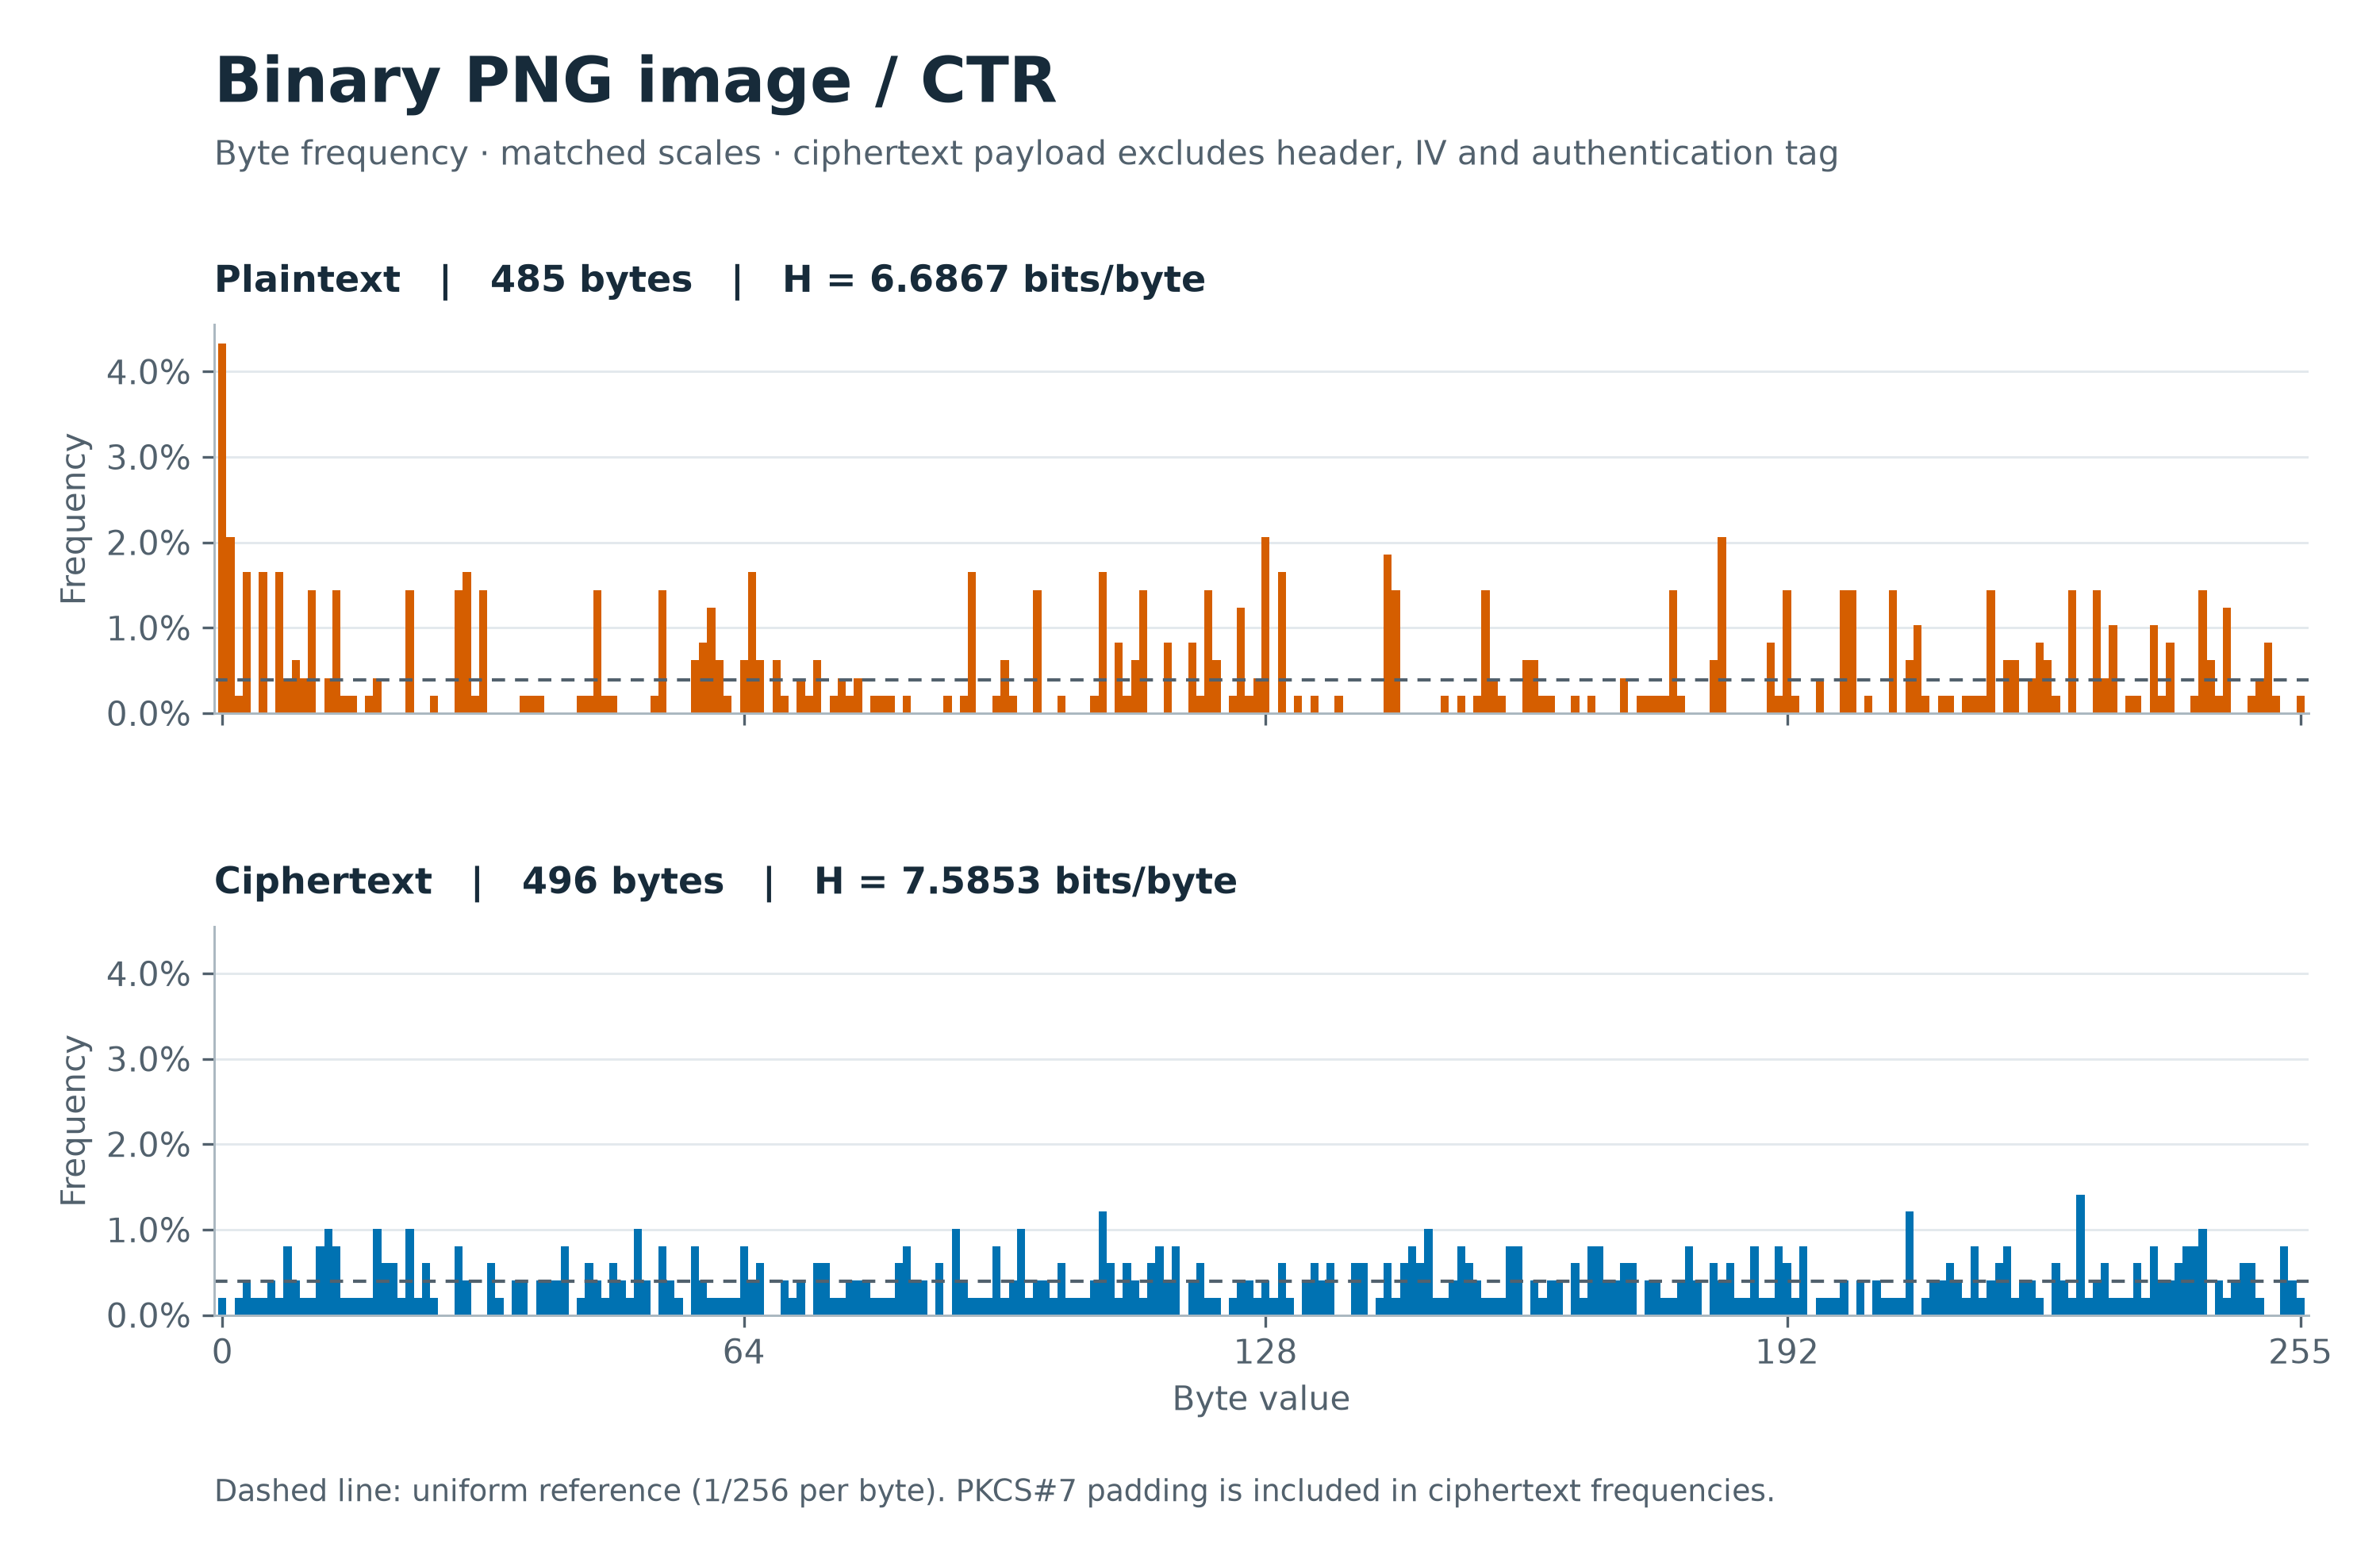 Binary PNG image / CTR
Byte frequency · matched scales · ciphertext payload excludes header, IV and authentication tag
Plaintext | 485 bytes | H = 6.6867 bits/byte
Frequency
4.0%
3.0%
2.0%
1.0%
0.0%
Ciphertext | 496 bytes | H = 7.5853 bits/byte
Frequency
4.0%
3.0%
2.0%
1.0%
0.0%
0 64 128 192 255
Byte value
Dashed line: uniform reference (1/256 per byte). PKCS#7 padding is included in ciphertext frequencies.